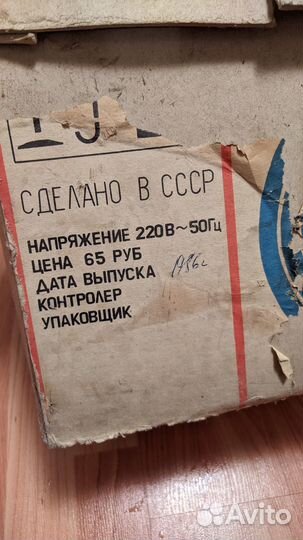 СДЕЛАНО В СССР
НАПРЯЖЕНИЕ 220В~50Гц
ЦЕНА 65 РУБ
ДАТА ВЫПУСКА
КОНТРОЛЕР
УПАКОВЩИК
Avito